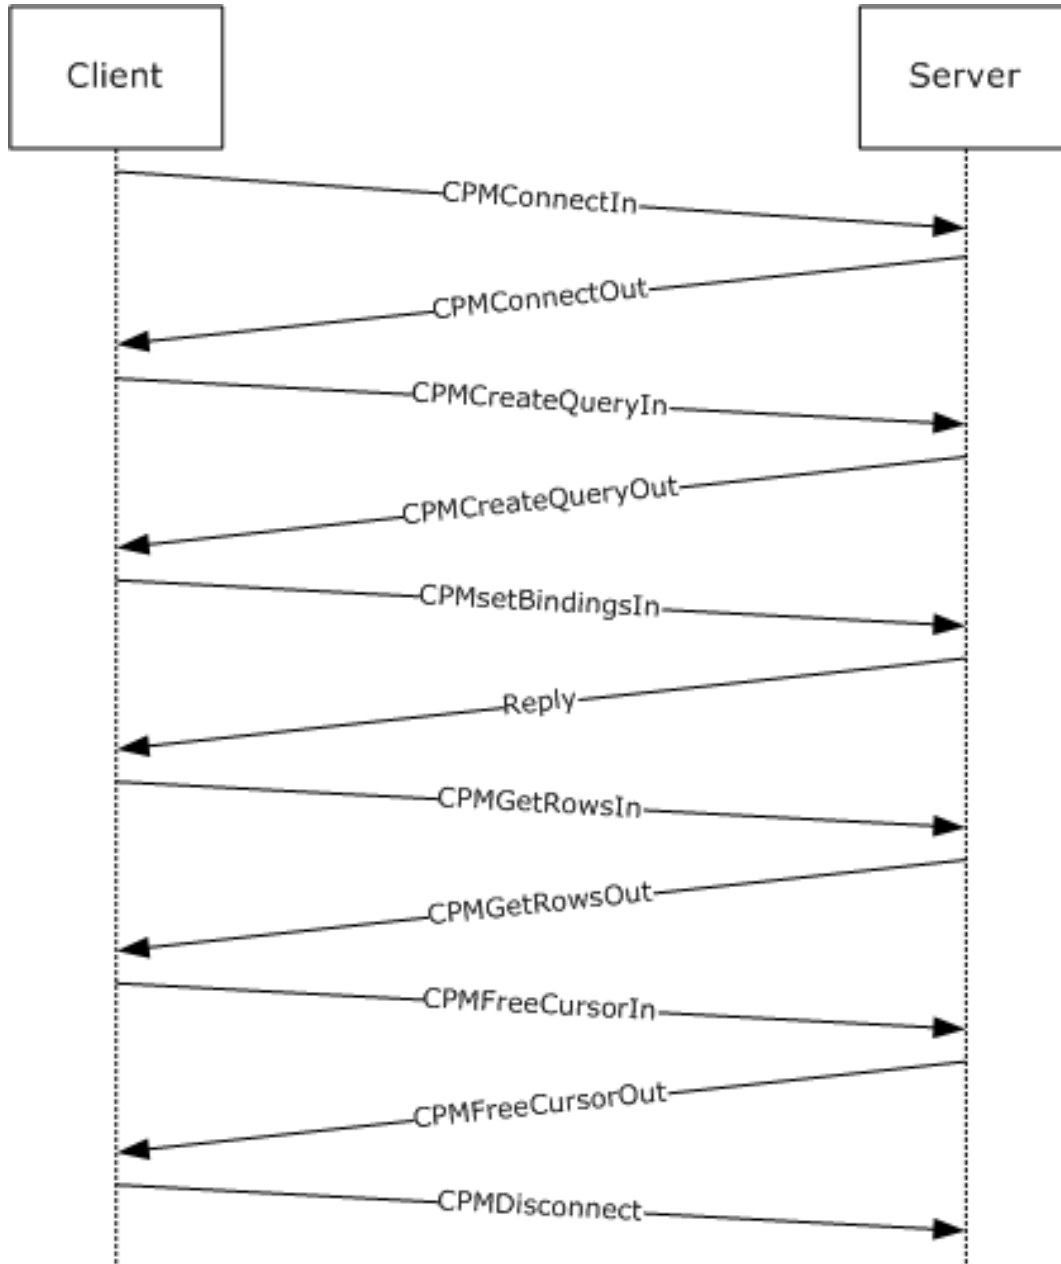 Client
Server
CPMConnectIn
CPMConnectOut
CPMCreateQueryIn
CPMCreateQueryOut
CPMsetBindingsIn
Reply
CPMGetRowsIn
CPMGetRowsOut
CPMFreeCursorIn
CPMFreeCursorOut
CPMDisconnect